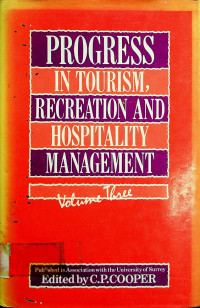 PROGRESS
IN TOURISM,
RECREATION AND
HOSPITALITY
MANAGEMENT
Volume Three
Published in Association with the University of Surrey
Edited by C.P.COOPER